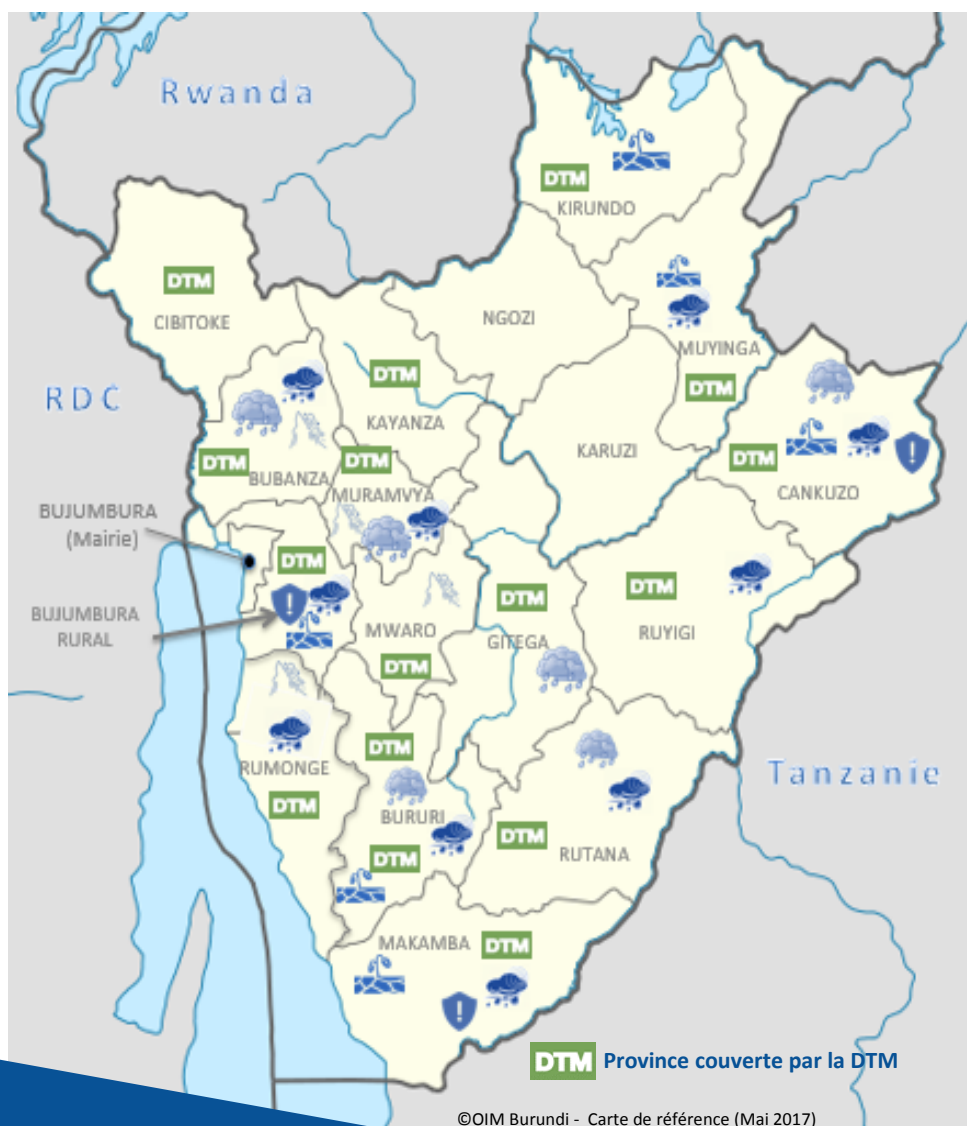 Rwanda
DTM
KIRUNDO
DTM
CIBITOKE
NGOZI
MUYINGA
RDC
DTM
KAYANZA
DTM
KARUZI
DTM
BUBANZA
DTM
MURAMVYA
DTM
CANKUZO
BUJUMBURA
(Mairie)
DTM
BUJUMBURA
RURAL
MWARO
DTM
GITEGA
DTM
RUYIGI
DTM
RUMONGE
DTM
DTM
BURURI
DTM
DTM
RUTANA
Tanzanie
MAKAMBA
DTM
DTM Province couverte par la DTM
©OIM Burundi - Carte de référence (Mai 2017)